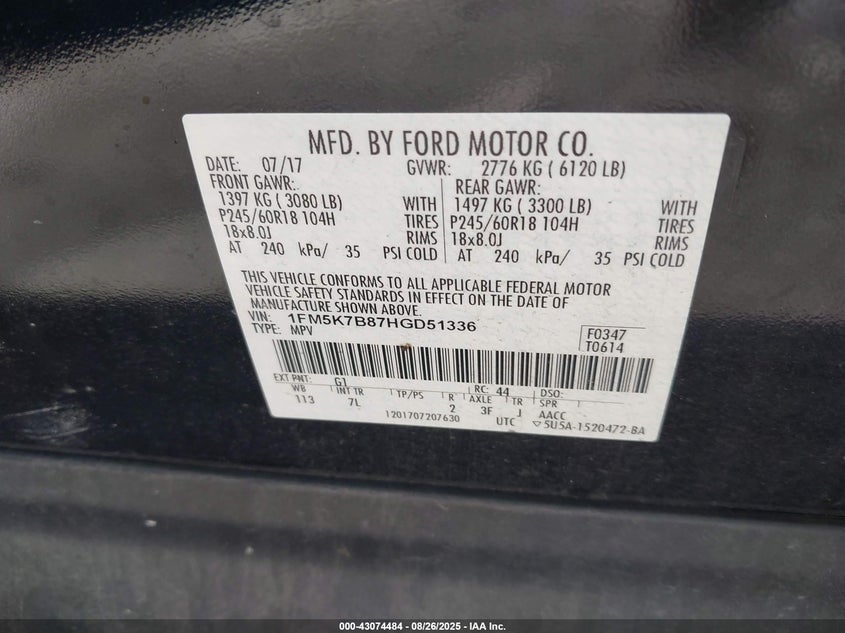 MFD. BY FORD MOTOR CO.
DATE: 07/17 GVWR: 2776 KG ( 6120 LB)
FRONT GAWR: REAR GAWR:
1397 KG ( 3080 LB) WITH 1497 KG ( 3300 LB) WITH
P245/60R18 104H TIRES P245/60R18 104H TIRES
18x8.0J RIMS 18x8.0J RIMS
AT 240 kPa/ 35 PSI COLD AT 240 kPa/ 35 PSI COLD
THIS VEHICLE CONFORMS TO ALL APPLICABLE FEDERAL MOTOR
VEHICLE SAFETY STANDARDS IN EFFECT ON THE DATE OF
MANUFACTURE SHOWN ABOVE.
VIN: 1FM5K7B87HGD51336 F0347
TYPE: MPV T0614
EXT PNT: G1 RC: 44 DSO:
WB INT TR TP/PS R AXLE TR SPR
113 7L 2 3F J AACC
1201707207630 UTC ▽5U5A-1520472-BA
000-43074484 - 08/26/2025 - IAA Inc.